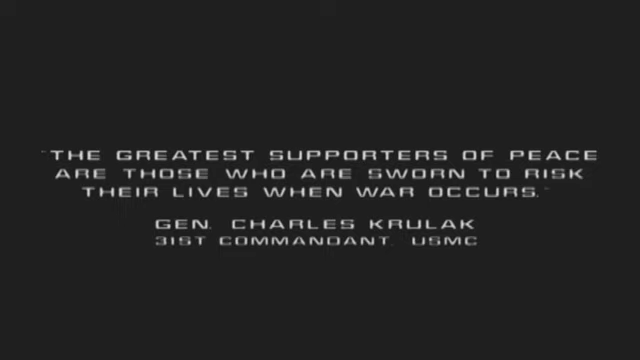 "THE GREATEST SUPPORTERS OF PEACE
ARE THOSE WHO ARE SWORN TO RISK
THEIR LIVES WHEN WAR OCCURS."
GEN. CHARLES KRULAK
31ST COMMANDANT, USMC